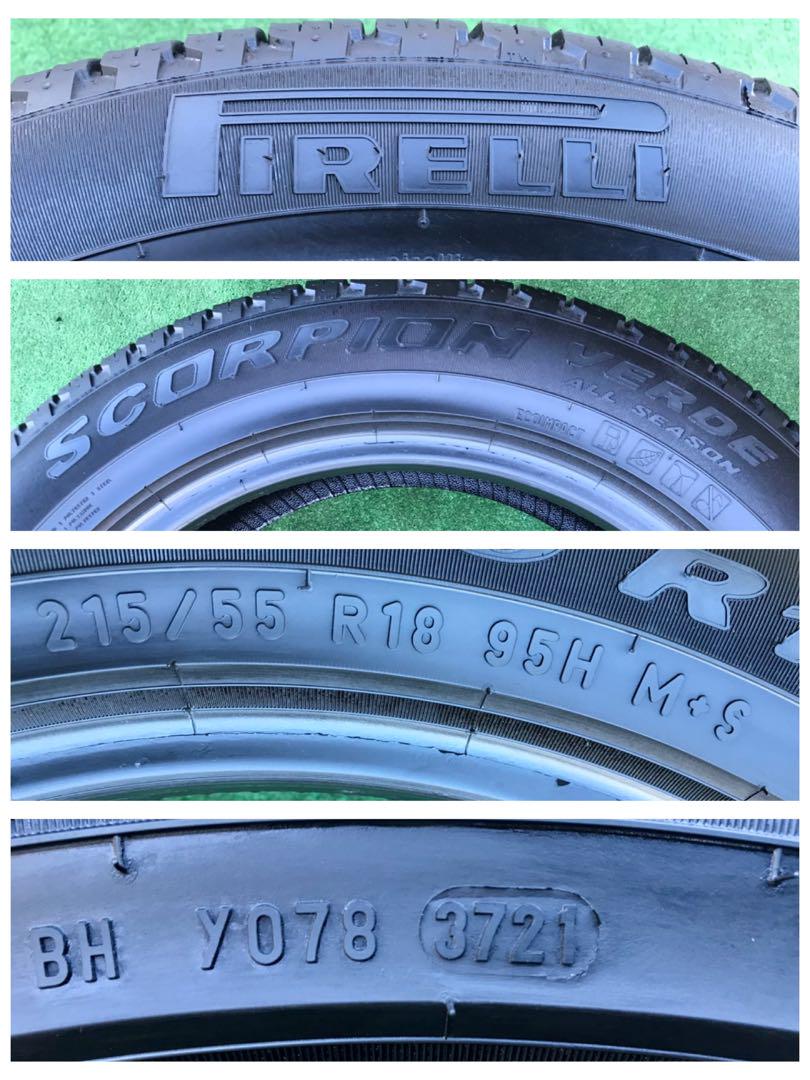 PIRELLI
SCORPION VERDE
ALL SEASON
ECOIMPACT
215/55 R18 95H M+S
BH Y078 3721